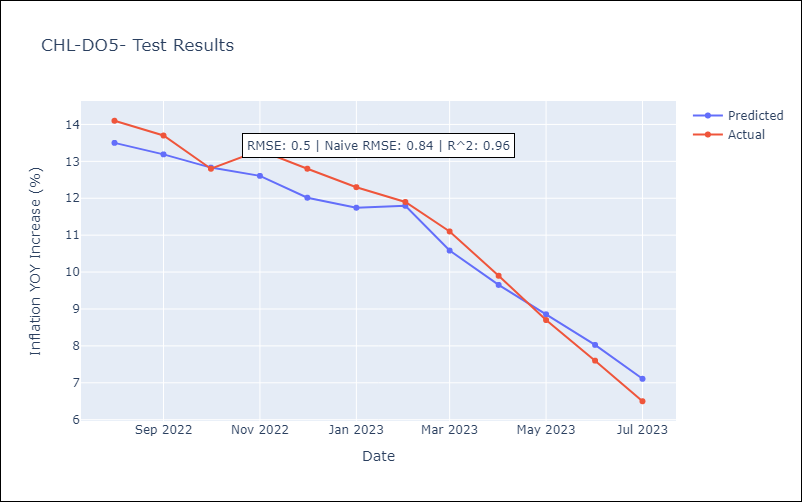 CHL-DO5- Test Results
Predicted
Actual
RMSE: 0.5 | Naive RMSE: 0.84 | R^2: 0.96
Inflation YOY Increase (%)
14
13
12
11
10
9
8
7
6
Sep 2022
Nov 2022
Jan 2023
Mar 2023
May 2023
Jul 2023
Date